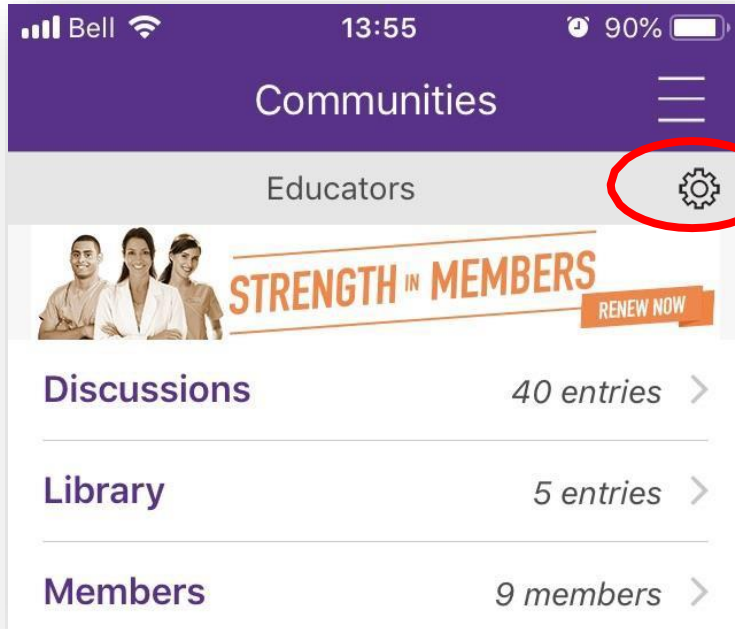 Bell 13:55 90%
Communities
Educators
STRENGTH IN MEMBERS
RENEW NOW
Discussions 40 entries
Library 5 entries
Members 9 members